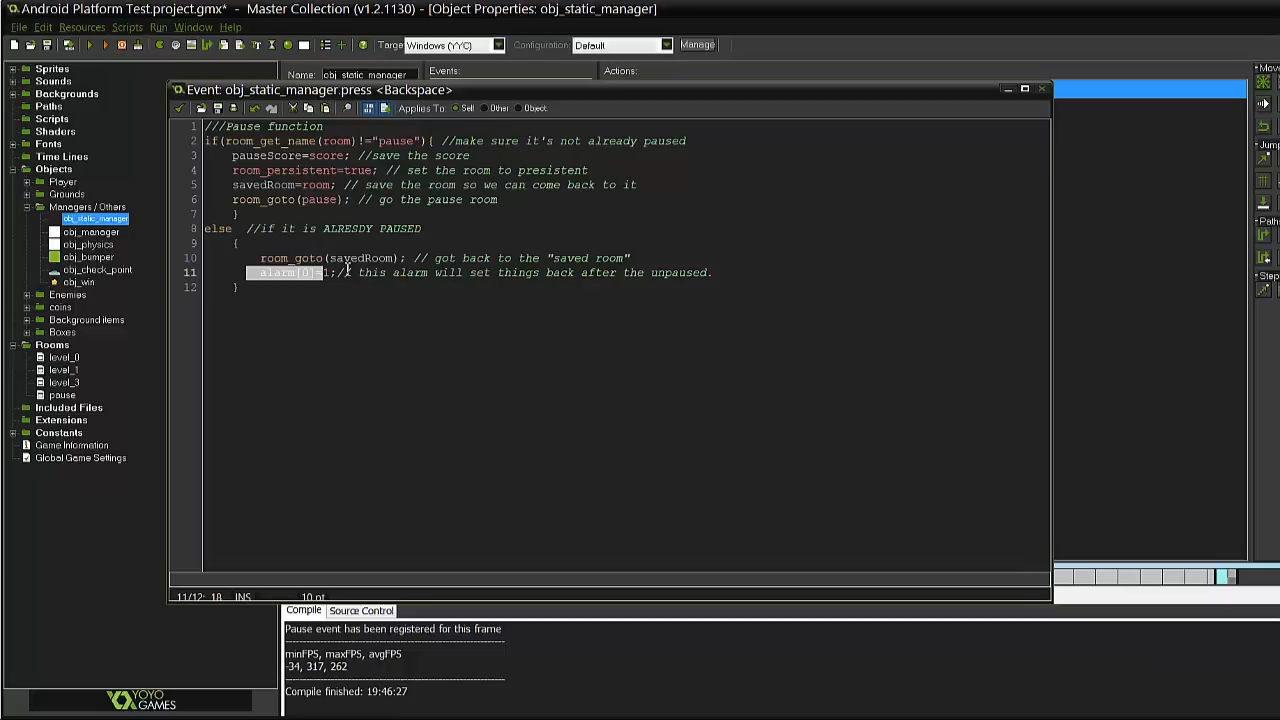 Android Platform Test.project.gmx* - Master Collection (v1.2.1130) - [Object Properties: obj_static_manager]
File Edit Resources Scripts Run Window Help
Target Windows (YYC) Configuration: Default Manage
Name: obj_static_manager Events: Actions:
Sprites
Sounds
Backgrounds
Paths
Scripts
Shaders
Fonts
Time Lines
Objects
Player
Grounds
Managers / Others
obj_static_manager
obj_manager
obj_physics
obj_bumper
obj_check_point
obj_win
Enemies
coins
Background items
Boxes
Rooms
level_0
level_1
level_3
pause
Included Files
Extensions
Constants
Game Information
Global Game Settings
YOYO
GAMES
Event: obj_static_manager.press <Backspace>
Applies To Self Other Object
1 ///Pause function
2 if(room_get_name(room)!="pause"){ //make sure it's not already paused
3 pauseScore=score; //save the score
4 room_persistent=true; // set the room to presistent
5 savedRoom=room; // save the room so we can come back to it
6 room_goto(pause); // go the pause room
7 }
8 else //if it is ALRESDY PAUSED
9 {
10 room_goto(savedRoom); // got back to the "saved room"
11 alarm[0]=1;// this alarm will set things back after the unpaused.
12 }
11/12: 18 INS 10 pt
Compile Source Control
Pause event has been registered for this frame
minFPS, maxFPS, avgFPS
-34, 317, 262
Compile finished: 19:46:27
Move
Jump
Step